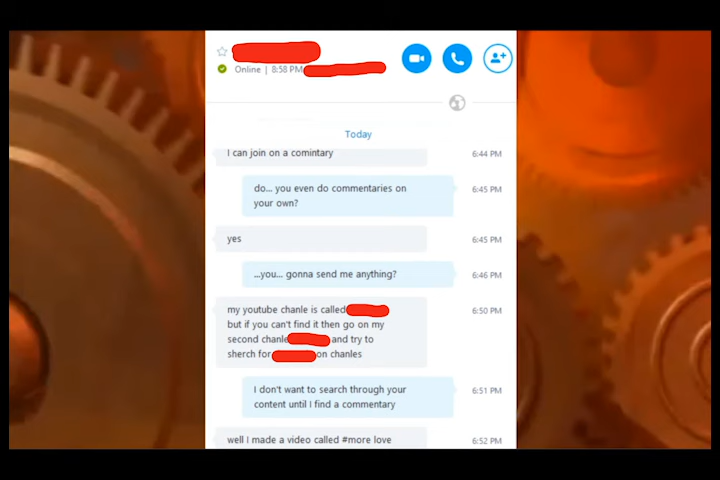 Online | 8:58 PM
Today
I can join on a comintary
6:44 PM
do... you even do commentaries on
your own?
6:45 PM
yes
6:45 PM
...you... gonna send me anything?
6:46 PM
my youtube chanle is called
but if you can't find it then go on my
second chanle and try to
sherch for on chanles
6:50 PM
I don't want to search through your
content until I find a commentary
6:51 PM
well I made a video called #more love
6:52 PM